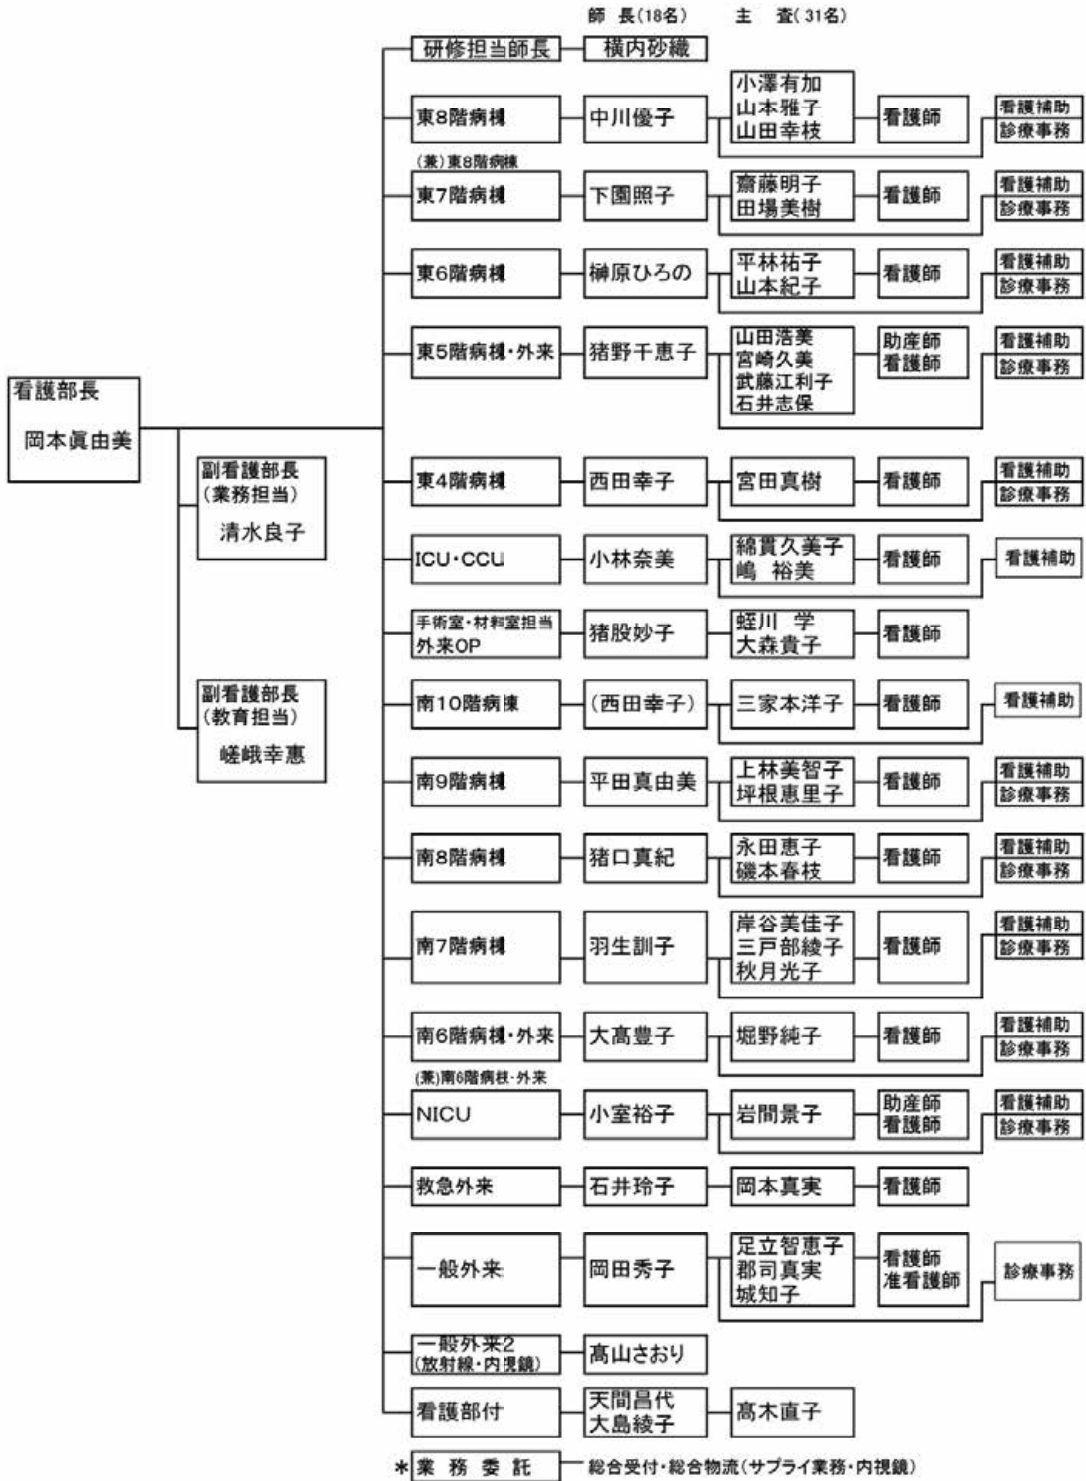 師 長(18名) 主 査(31名)
研修担当師長 横内砂織
東8階病棟 中川優子 小澤有加 山本雅子 山田幸枝 看護師 看護補助 診療事務
(兼)東8階病棟
東7階病棟 下園照子 齋藤明子 田場美樹 看護師 看護補助 診療事務
東6階病棟 榊原ひろの 平林祐子 山本紀子 看護師 看護補助 診療事務
東5階病棟・外来 猪野千恵子 山田浩美 宮崎久美 武藤江利子 石井志保 助産師 看護師 看護補助 診療事務
看護部長
岡本眞由美
副看護部長
(業務担当)
清水良子
東4階病棟 西田幸子 宮田真樹 看護師 看護補助 診療事務
ICU・CCU 小林奈美 綿貫久美子 嶋 裕美 看護師 看護補助
手術室・材料室担当 外来OP 猪股妙子 蛭川 学 大森貴子 看護師
副看護部長
(教育担当)
嵯峨幸恵
南10階病棟 (西田幸子) 三家本洋子 看護師 看護補助
南9階病棟 平田真由美 上林美智子 坪根恵里子 看護師 看護補助 診療事務
南8階病棟 猪口真紀 永田恵子 磯本春枝 看護師 看護補助 診療事務
南7階病棟 羽生訓子 岸谷美佳子 三戸部綾子 秋月光子 看護師 看護補助 診療事務
南6階病棟・外来 大髙豊子 堀野純子 看護師 看護補助 診療事務
(兼)南6階病棟・外来
NICU 小室裕子 岩間景子 助産師 看護師 看護補助 診療事務
救急外来 石井玲子 岡本真実 看護師
一般外来 岡田秀子 足立智恵子 郡司真実 城知子 看護師 准看護師 診療事務
一般外来2 (放射線・内視鏡) 髙山さおり
看護部付 天間昌代 大島綾子 髙木直子
*業 務 委 託 総合受付・総合物流(サプライ業務・内視鏡)